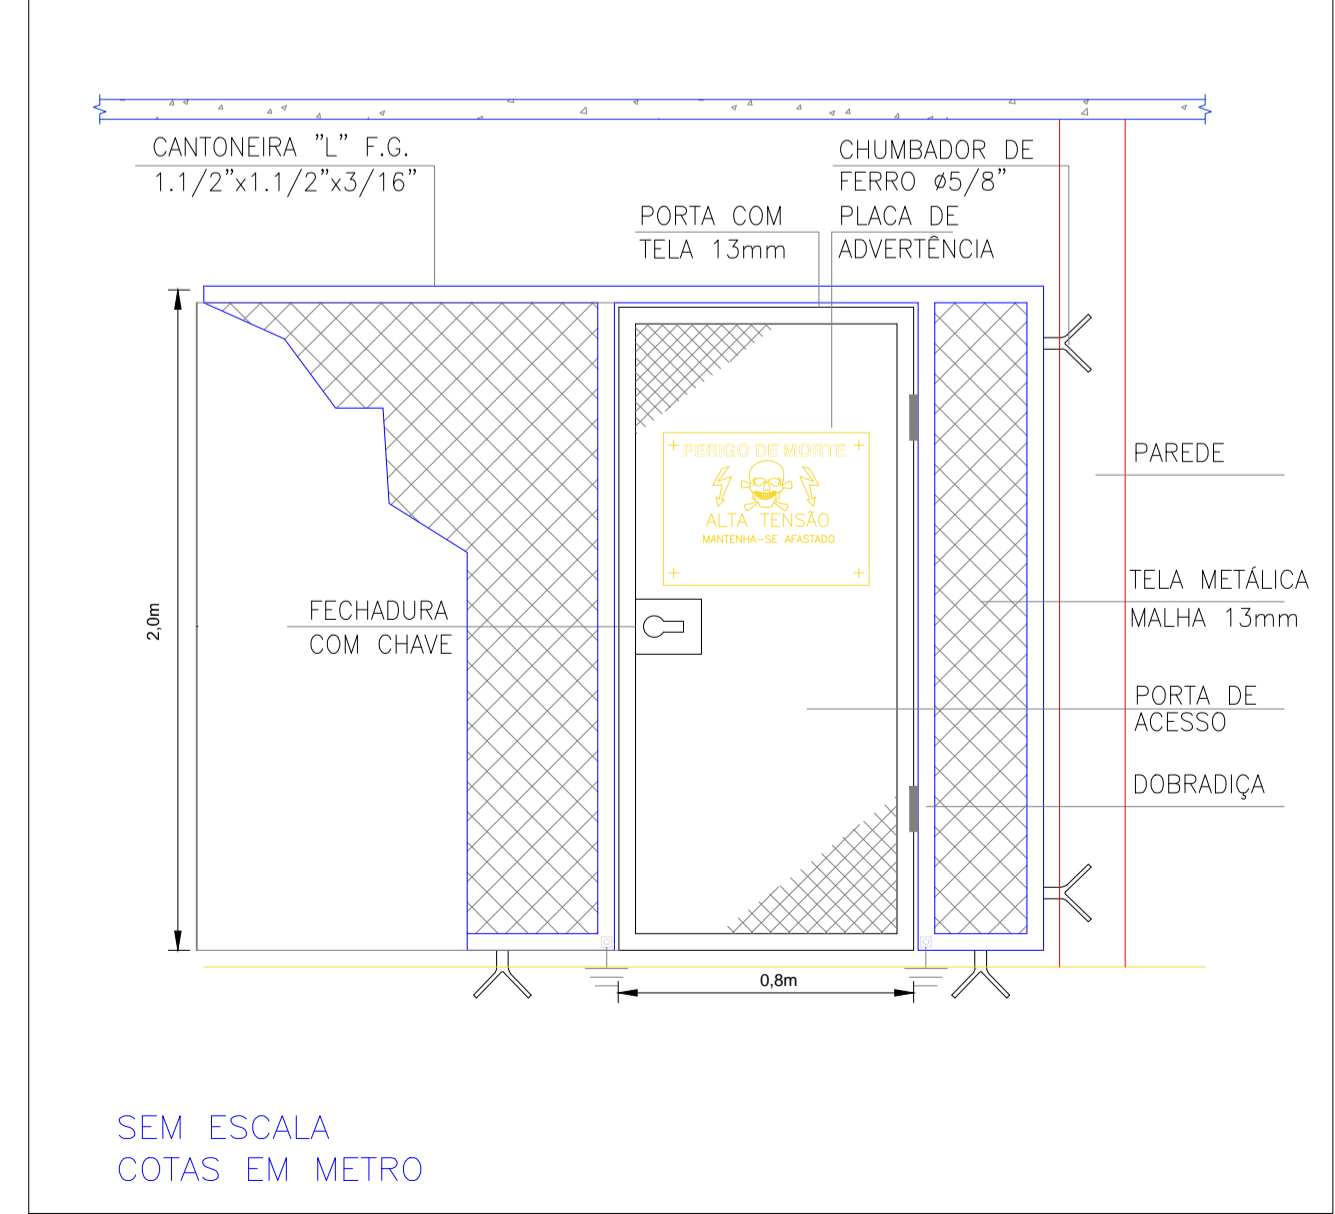 CANTONEIRA "L" F.G.
1.1/2"x1.1/2"x3/16"
CHUMBADOR DE
FERRO ø5/8"
PORTA COM
TELA 13mm
PLACA DE
ADVERTÊNCIA
PERIGO DE MORTE
ALTA TENSÃO
MANTENHA-SE AFASTADO
PAREDE
TELA METÁLICA
MALHA 13mm
FECHADURA
COM CHAVE
2,0m
PORTA DE
ACESSO
DOBRADIÇA
0,8m
SEM ESCALA
COTAS EM METRO